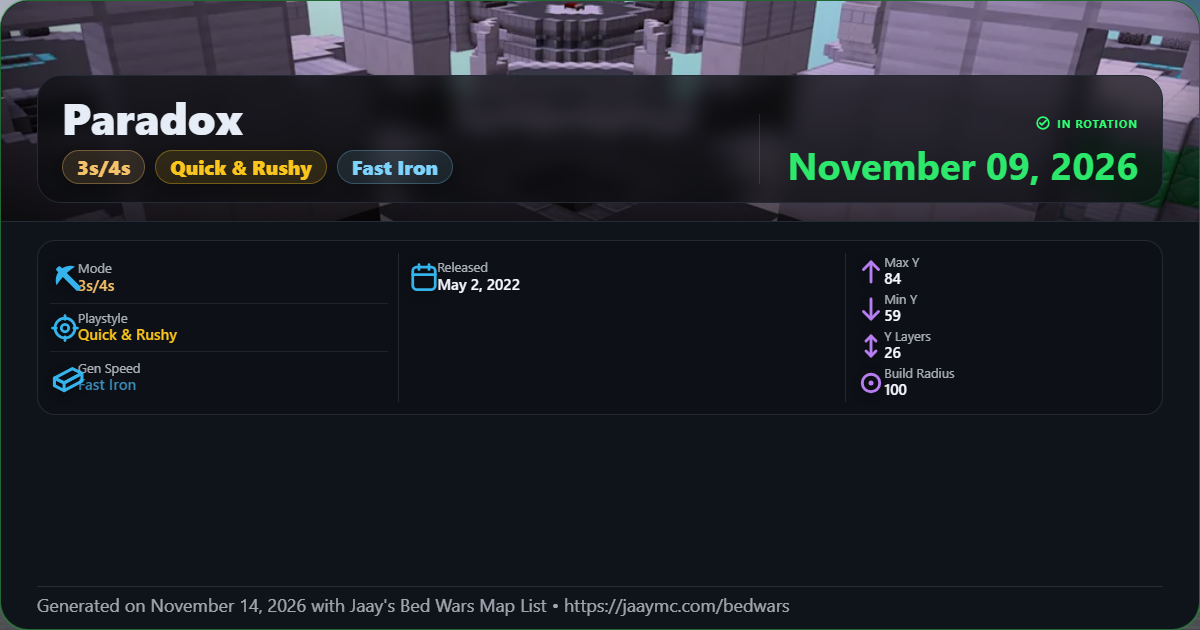 Paradox
3s/4s
Quick & Rushy
Fast Iron
IN ROTATION
November 09, 2026
Mode
3s/4s
Playstyle
Quick & Rushy
Gen Speed
Fast Iron
Released
May 2, 2022
Max Y
84
Min Y
59
Y Layers
26
Build Radius
100
Generated on November 14, 2026 with Jaay's Bed Wars Map List • https://jaaymc.com/bedwars